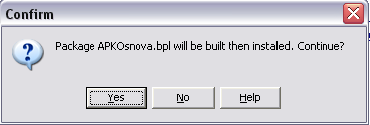 Confirm
Package APKOsnova.bpl will be built then installed. Continue?
Yes
No
Help